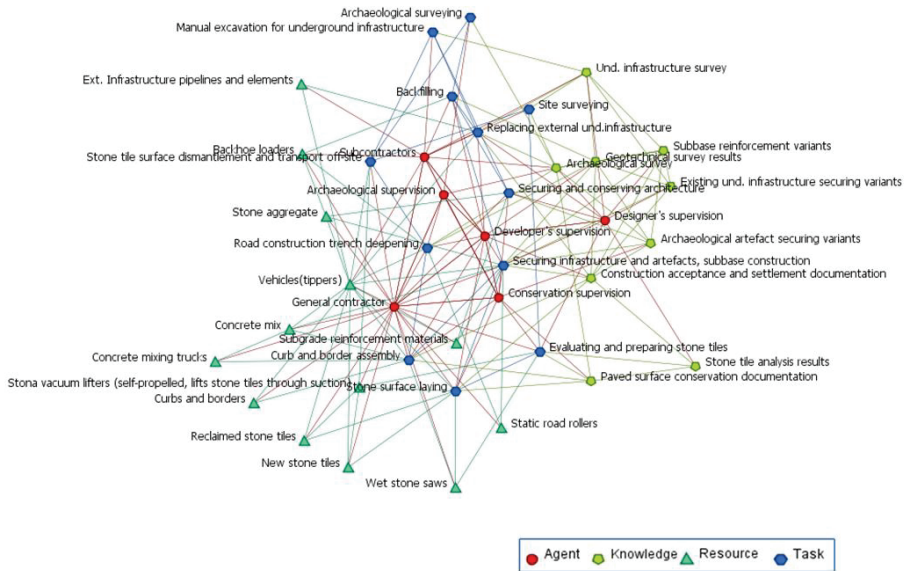 Archaeological surveying
Manual excavation for underground infrastructure
Und. infrastructure survey
Ext. Infrastructure pipelines and elements
Backfilling
Site surveying
Replacing external und.infrastructure
Subbase reinforcement variants
Backhoe loaders
Subcontractors
Geotechnical survey results
Stone tile surface dismantlement and transport off-site
Archaeological survey
Existing und. infrastructure securing variants
Archaeological supervision
Securing and conserving architecture
Stone aggregate
Designer's supervision
Developer's supervision
Road construction trench deepening
Archaeological artefact securing variants
Securing infrastructure and artefacts, subbase construction
Construction acceptance and settlement documentation
Vehicles(tippers)
General contractor
Conservation supervision
Concrete mix
Subgrade reinforcement materials
Concrete mixing trucks
Curb and border assembly
Evaluating and preparing stone tiles
Stone tile analysis results
Stona vacuum lifters (self-propelled, lifts stone tiles through suction)
Stone surface laying
Paved surface conservation documentation
Curbs and borders
Static road rollers
Reclaimed stone tiles
New stone tiles
Wet stone saws
Agent Knowledge Resource Task